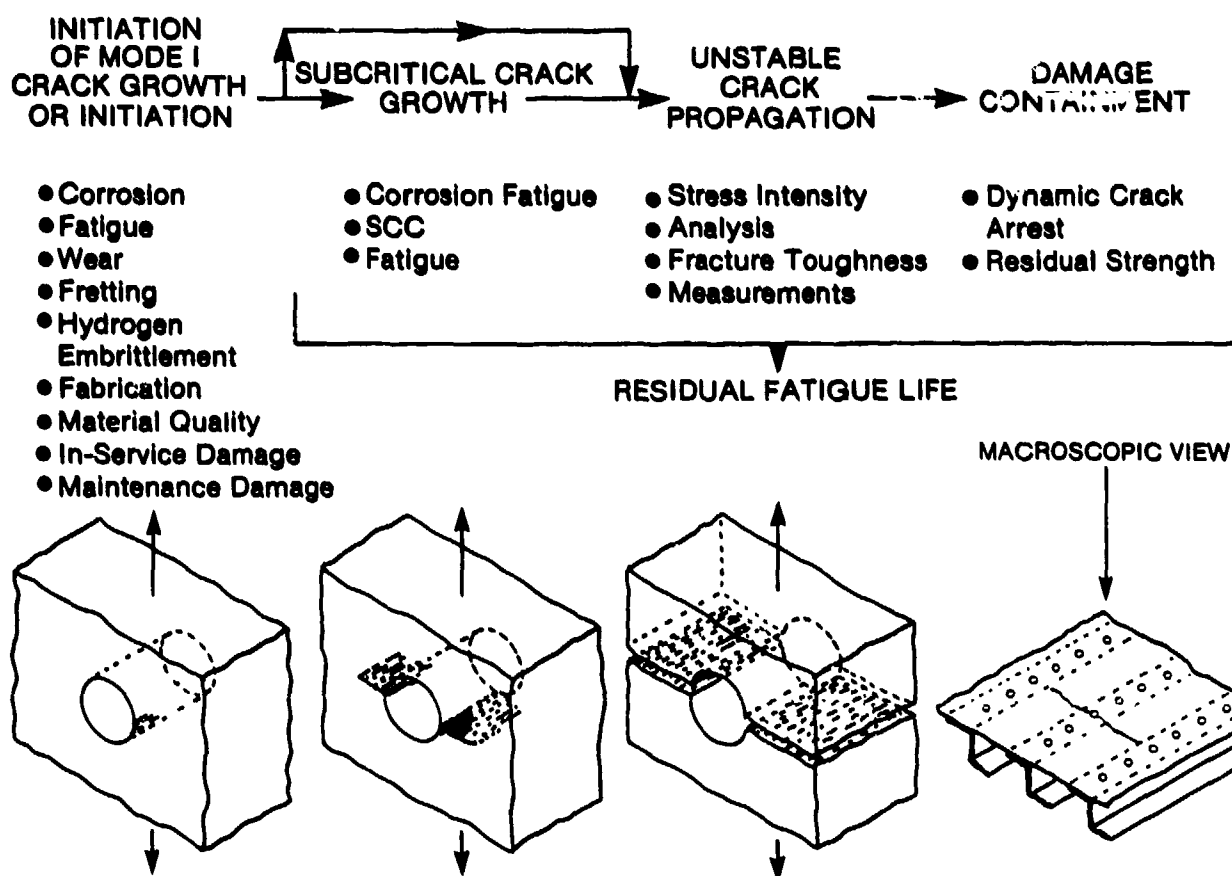 INITIATION
OF MODE I
CRACK GROWTH
OR INITIATION
SUBCRITICAL CRACK
GROWTH
UNSTABLE
CRACK
PROPAGATION
DAMAGE
CONTAINMENT
● Corrosion
● Fatigue
● Wear
● Fretting
● Hydrogen
Embrittlement
● Fabrication
● Material Quality
● In-Service Damage
● Maintenance Damage
● Corrosion Fatigue
● SCC
● Fatigue
● Stress Intensity
● Analysis
● Fracture Toughness
● Measurements
● Dynamic Crack
Arrest
● Residual Strength
RESIDUAL FATIGUE LIFE
MACROSCOPIC VIEW